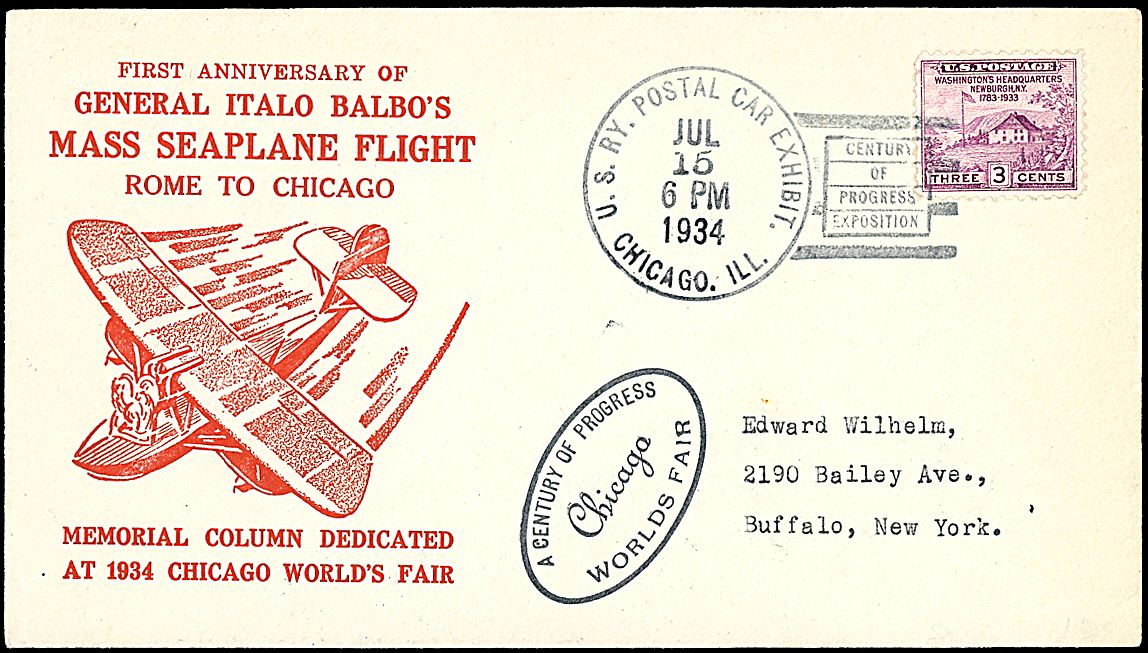 FIRST ANNIVERSARY OF
GENERAL ITALO BALBO'S
MASS SEAPLANE FLIGHT
ROME TO CHICAGO
MEMORIAL COLUMN DEDICATED
AT 1934 CHICAGO WORLD'S FAIR
U. S. RY. POSTAL CAR EXHIBIT.
JUL
15
6 PM
1934
CHICAGO. ILL.
CENTURY
OF
PROGRESS
EXPOSITION
U.S. POSTAGE
WASHINGTON'S HEADQUARTERS
NEWBURGH, N.Y.
1783-1933
THREE 3 CENTS
A CENTURY OF PROGRESS
Chicago
WORLDS FAIR
Edward Wilhelm,
2190 Bailey Ave.,
Buffalo, New York.